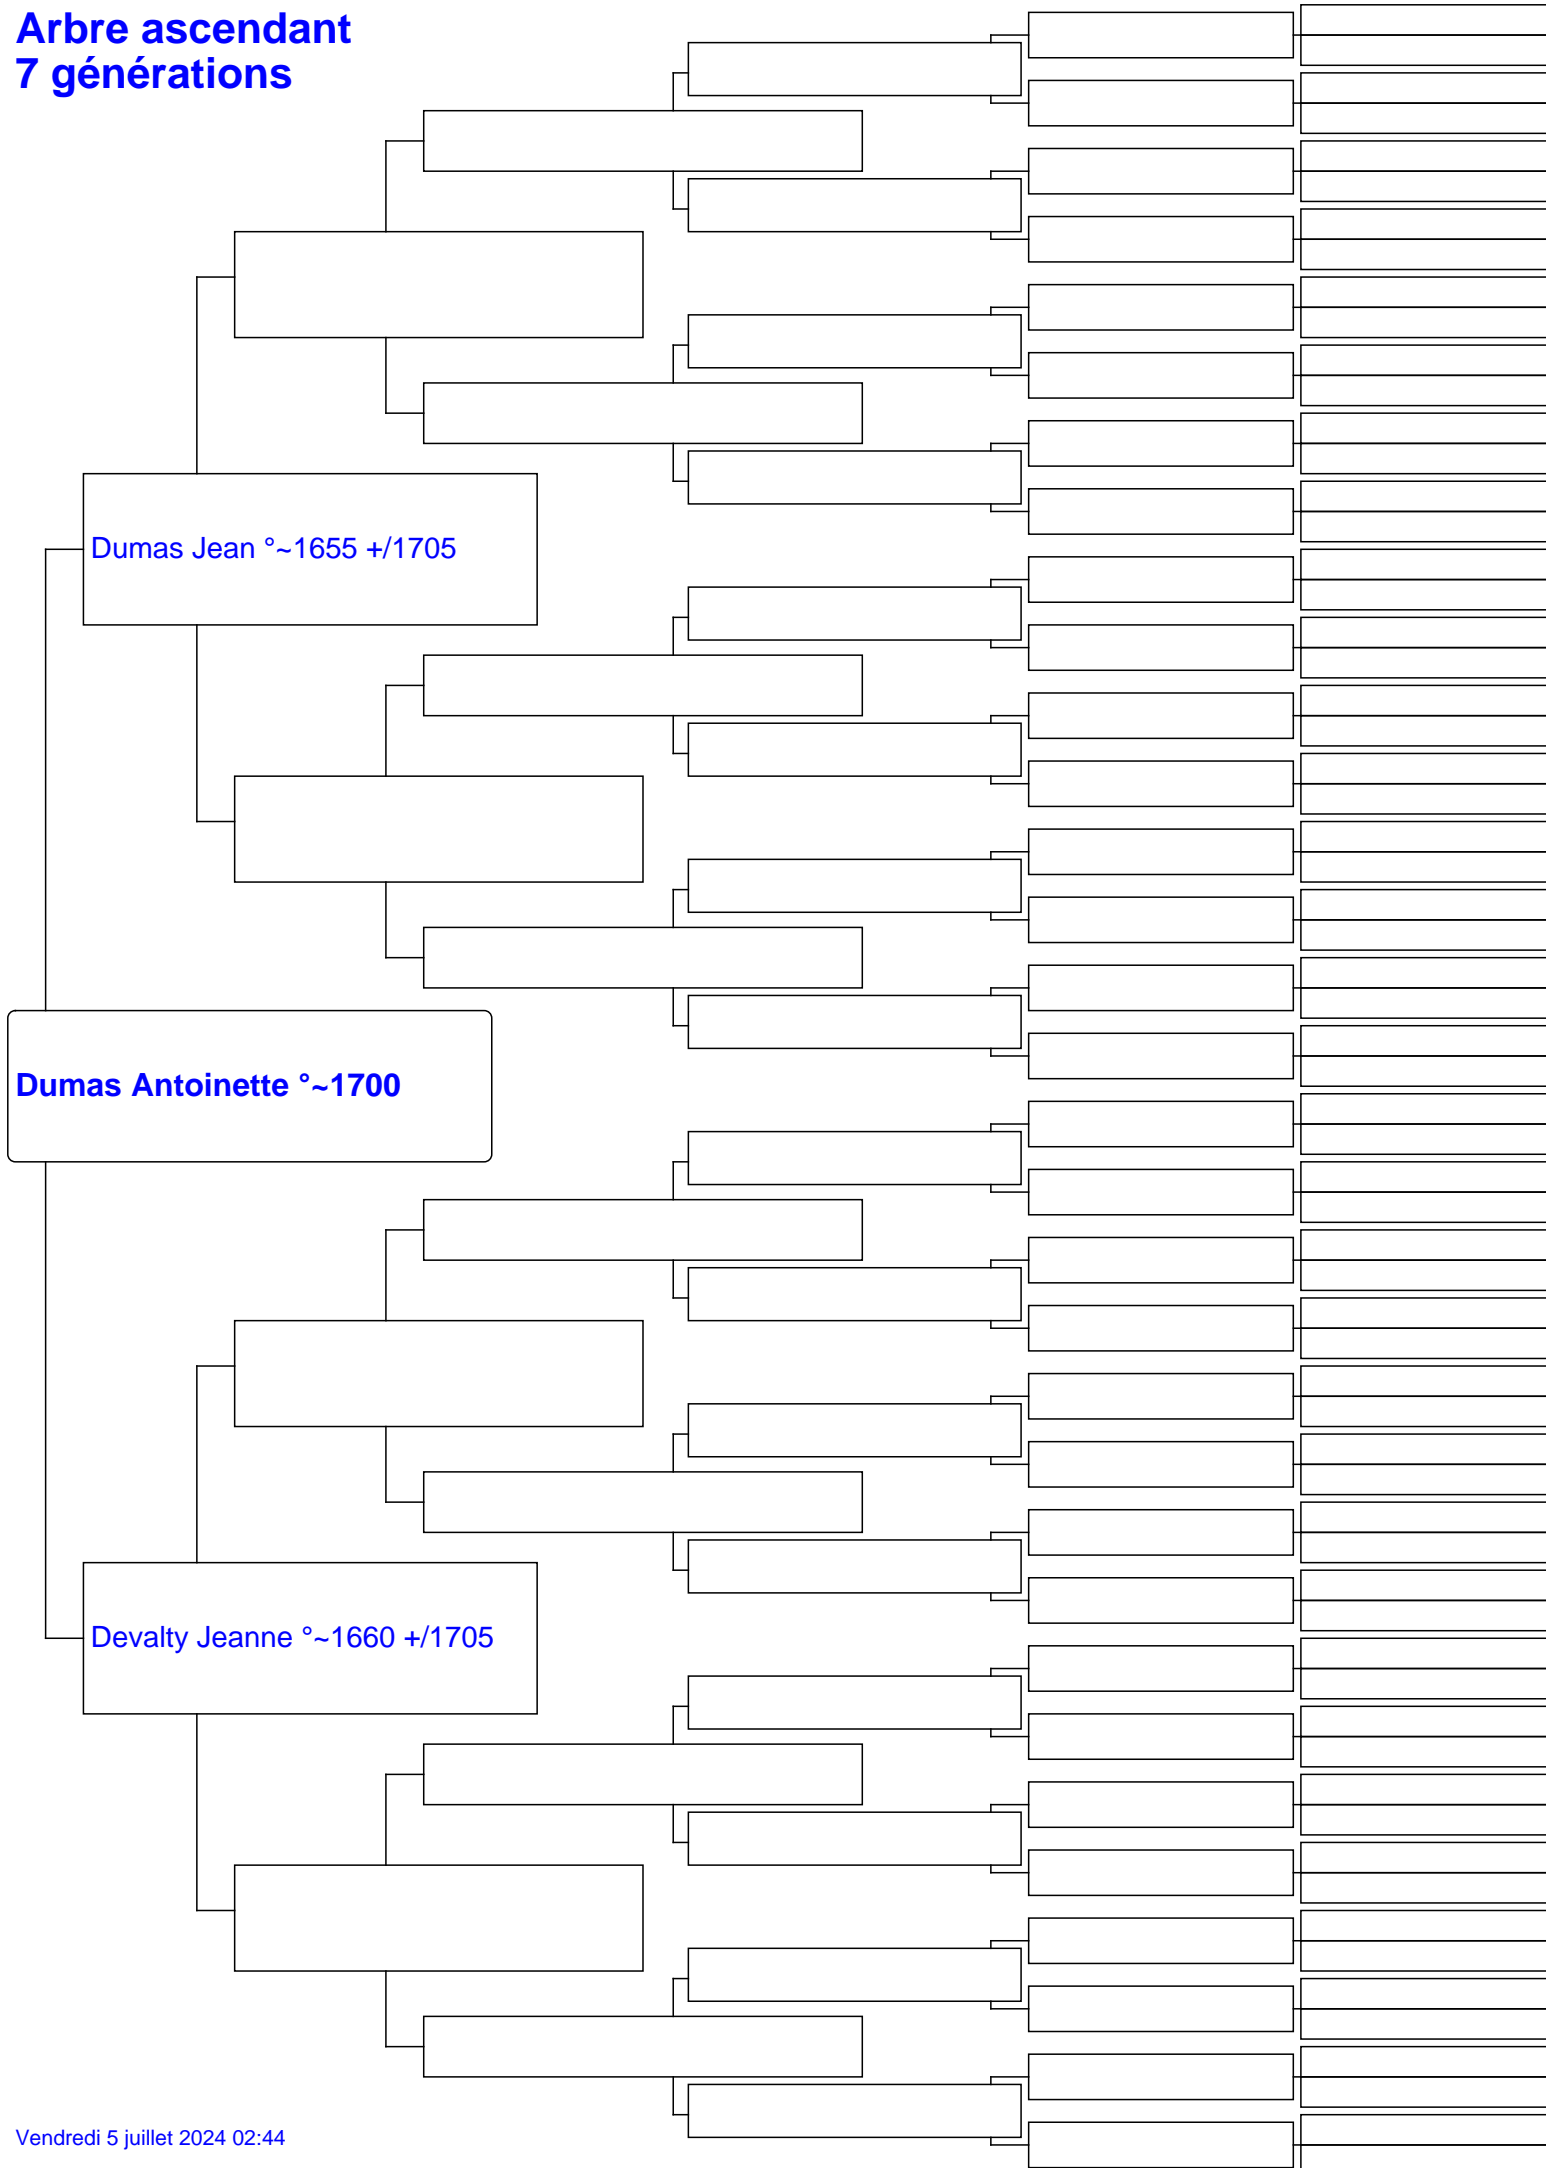 Arbre ascendant
7 générations
Dumas Jean °~1655 +/1705
Dumas Antoinette °~1700
Devalty Jeanne °~1660 +/1705
Vendredi 5 juillet 2024 02:44